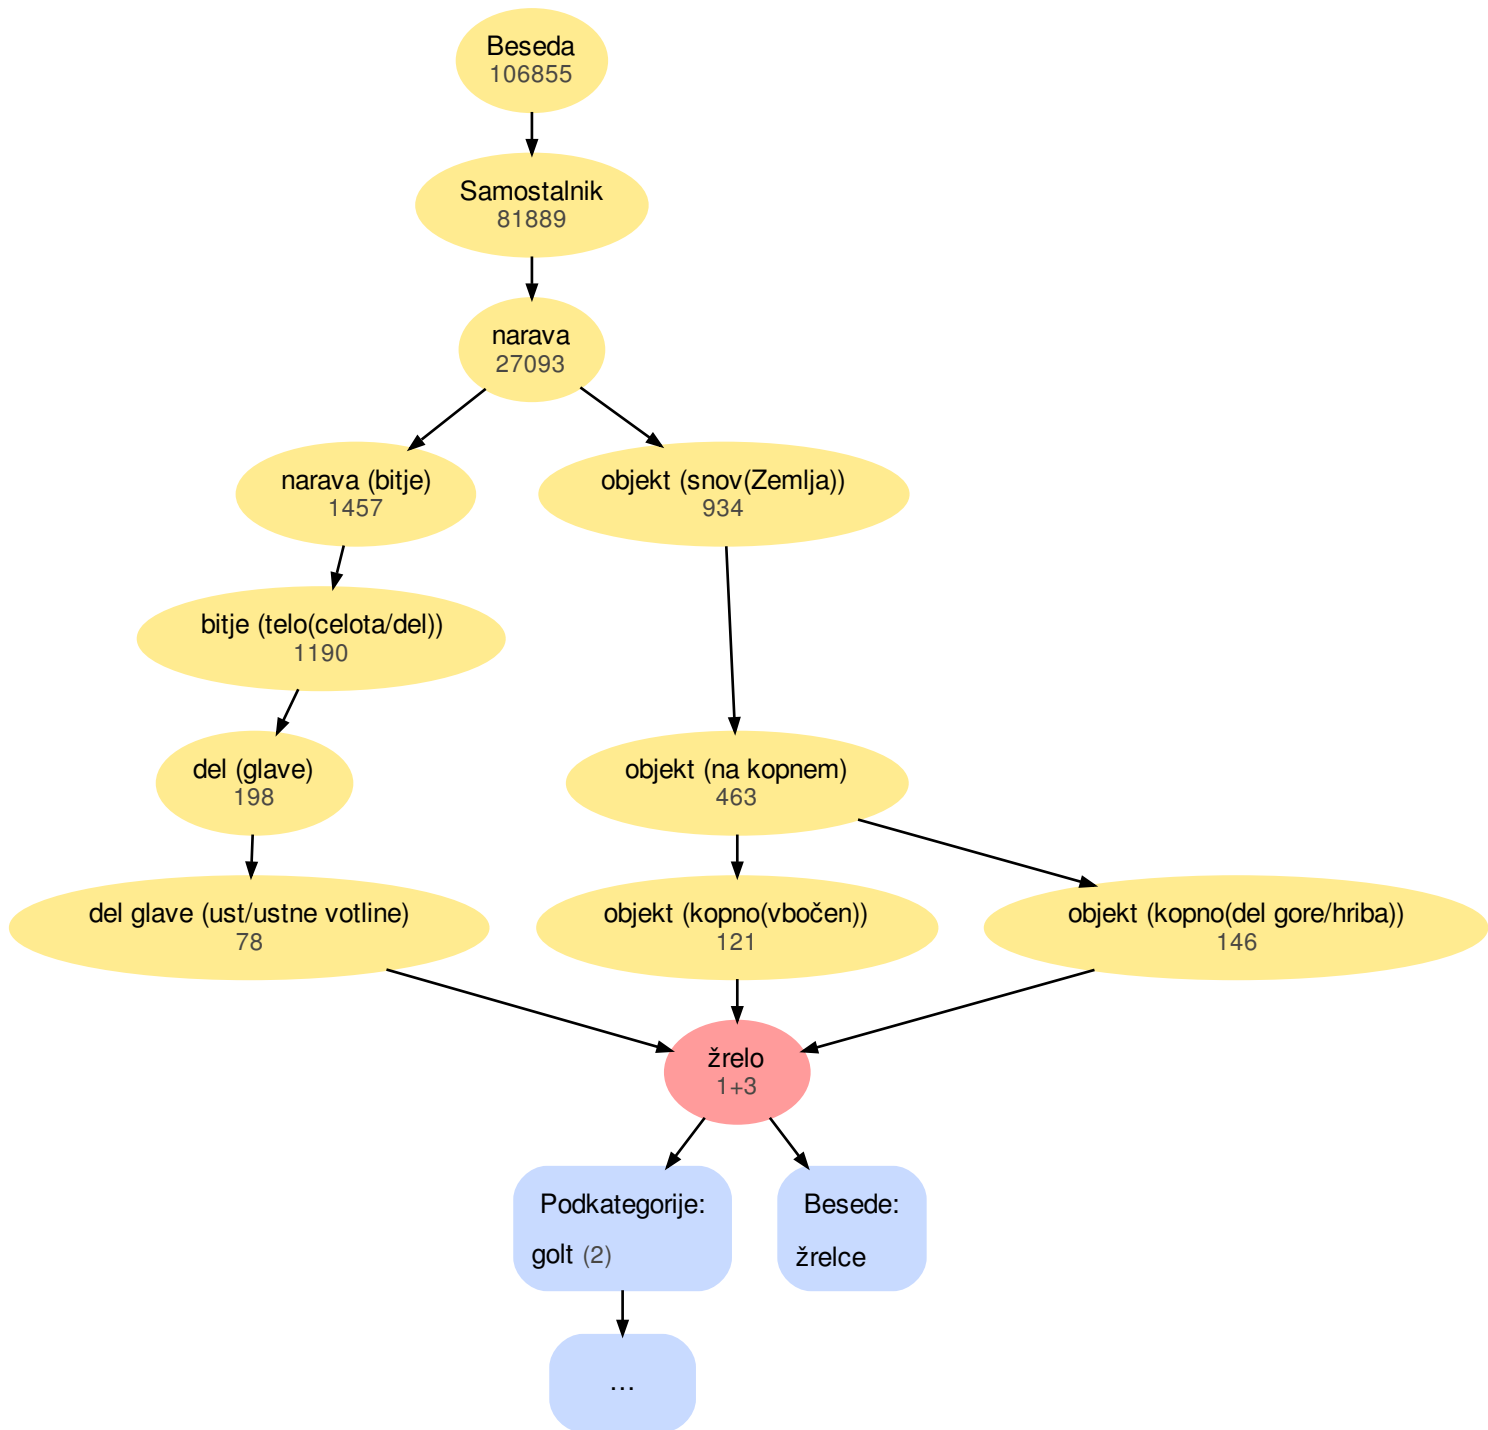 Beseda
106855
Samostalnik
81889
narava
27093
narava (bitje)
1457
objekt (snov(Zemlja))
934
bitje (telo(celota/del))
1190
del (glave)
198
objekt (na kopnem)
463
del glave (ust/ustne votline)
78
objekt (kopno(vbočen))
121
objekt (kopno(del gore/hriba))
146
žrelo
1+3
Podkategorije:
golt (2)
Besede:
žrelce
...